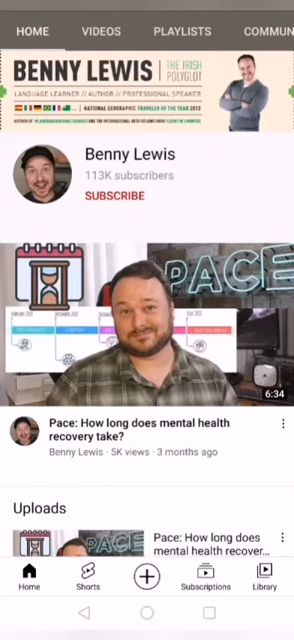 HOME VIDEOS PLAYLISTS COMMUN
BENNY LEWIS THE IRISH
POLYGLOT
LANGUAGE LEARNER // AUTHOR // PROFESSIONAL SPEAKER
NATIONAL GEOGRAPHIC TRAVELER OF THE YEAR 2013
Benny Lewis
113K subscribers
SUBSCRIBE
PACE
6:34
Pace: How long does mental health
recovery take?
Benny Lewis · 5K views · 3 months ago
Uploads
PACE
Pace: How long does
mental health recover...
Home Shorts Subscriptions Library